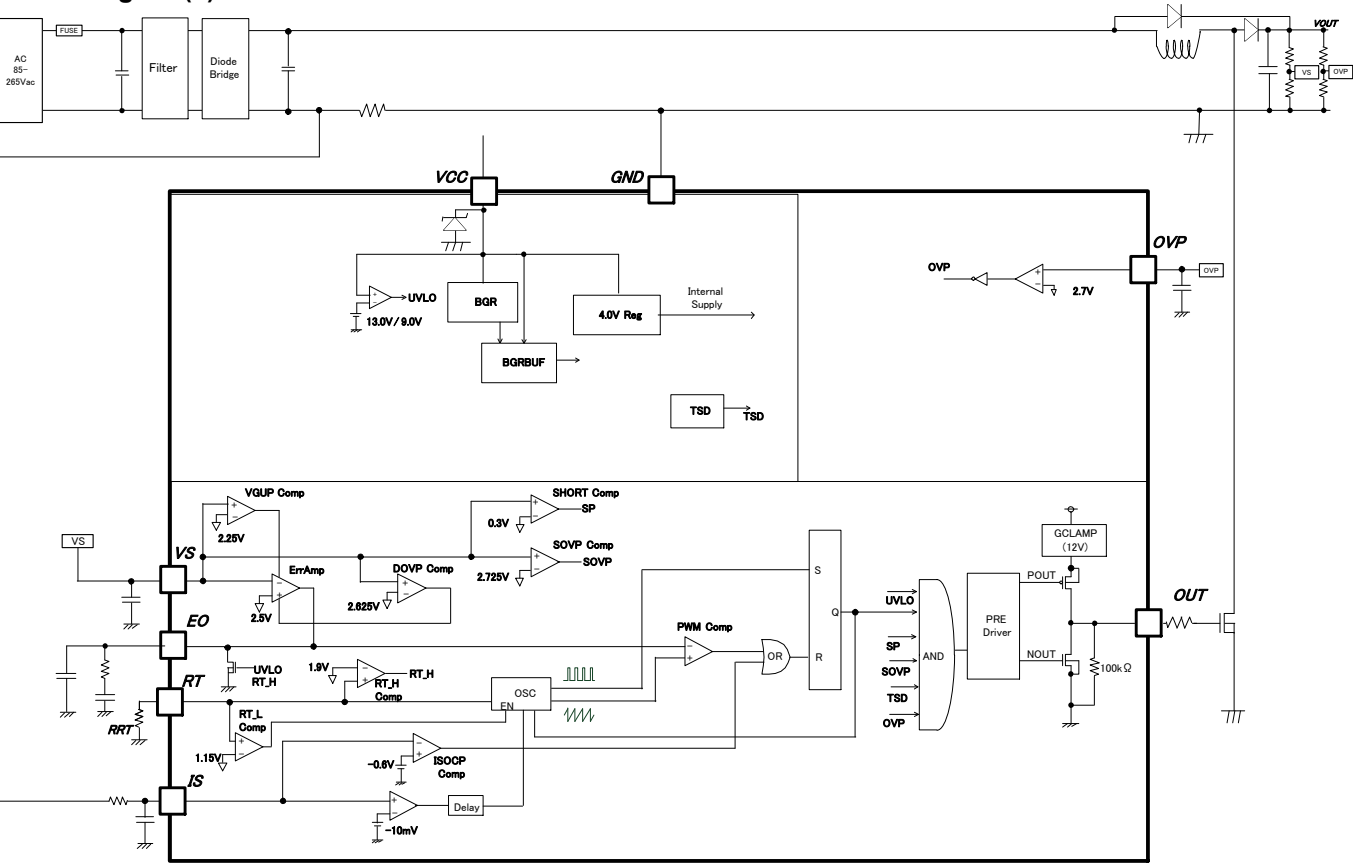 (
FUSE
AC
85-
265Vac
Filter
Diode
Bridge
VOUT
VS
OVP
VCC
GND
OVP
OVP
OVP
2.7V
UVLO
13.0V/9.0V
BGR
4.0V Reg
Internal
Supply
BGRBUF
TSD
TSD
VGUP Comp
2.25V
SHORT Comp
SP
0.3V
SOVP Comp
SOVP
2.725V
VS
VS
ErrAmp
2.5V
DOVP Comp
2.625V
EO
PWM Comp
UVLO
RT_H
1.9V
RT_H
RT_H
Comp
RT
RRT
RT_L
Comp
1.15V
OSC
EN
OR
S
R
Q
UVLO
SP
SOVP
TSD
OVP
AND
PRE
Driver
POUT
NOUT
GCLAMP
(12V)
100kΩ
OUT
-0.6V
ISOCP
Comp
IS
-10mV
Delay